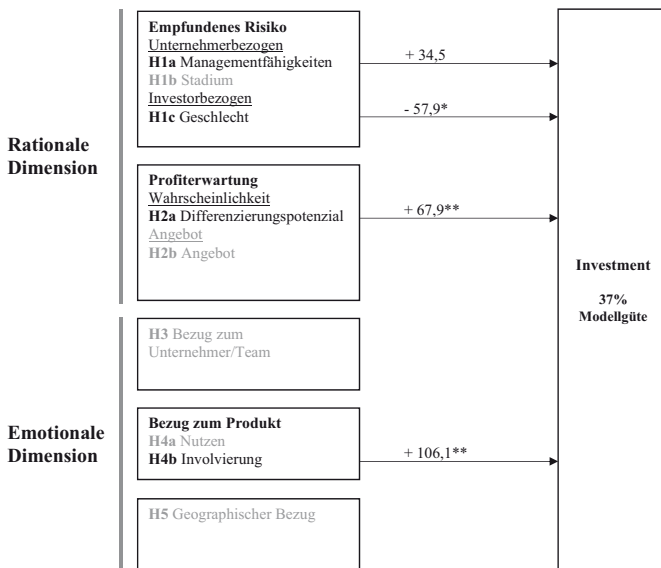 Rationale
Dimension
Empfundenes Risiko
Unternehmerbezogen
H1a Managementfähigkeiten
H1b Stadium
Investorbezogen
H1c Geschlecht
+ 34,5
- 57,9*
Profiterwartung
Wahrscheinlichkeit
H2a Differenzierungspotenzial
Angebot
H2b Angebot
+ 67,9**
Emotionale
Dimension
H3 Bezug zum
Unternehmer/Team
Bezug zum Produkt
H4a Nutzen
H4b Involvierung
+ 106,1**
H5 Geographischer Bezug
Investment
37%
Modellgüte